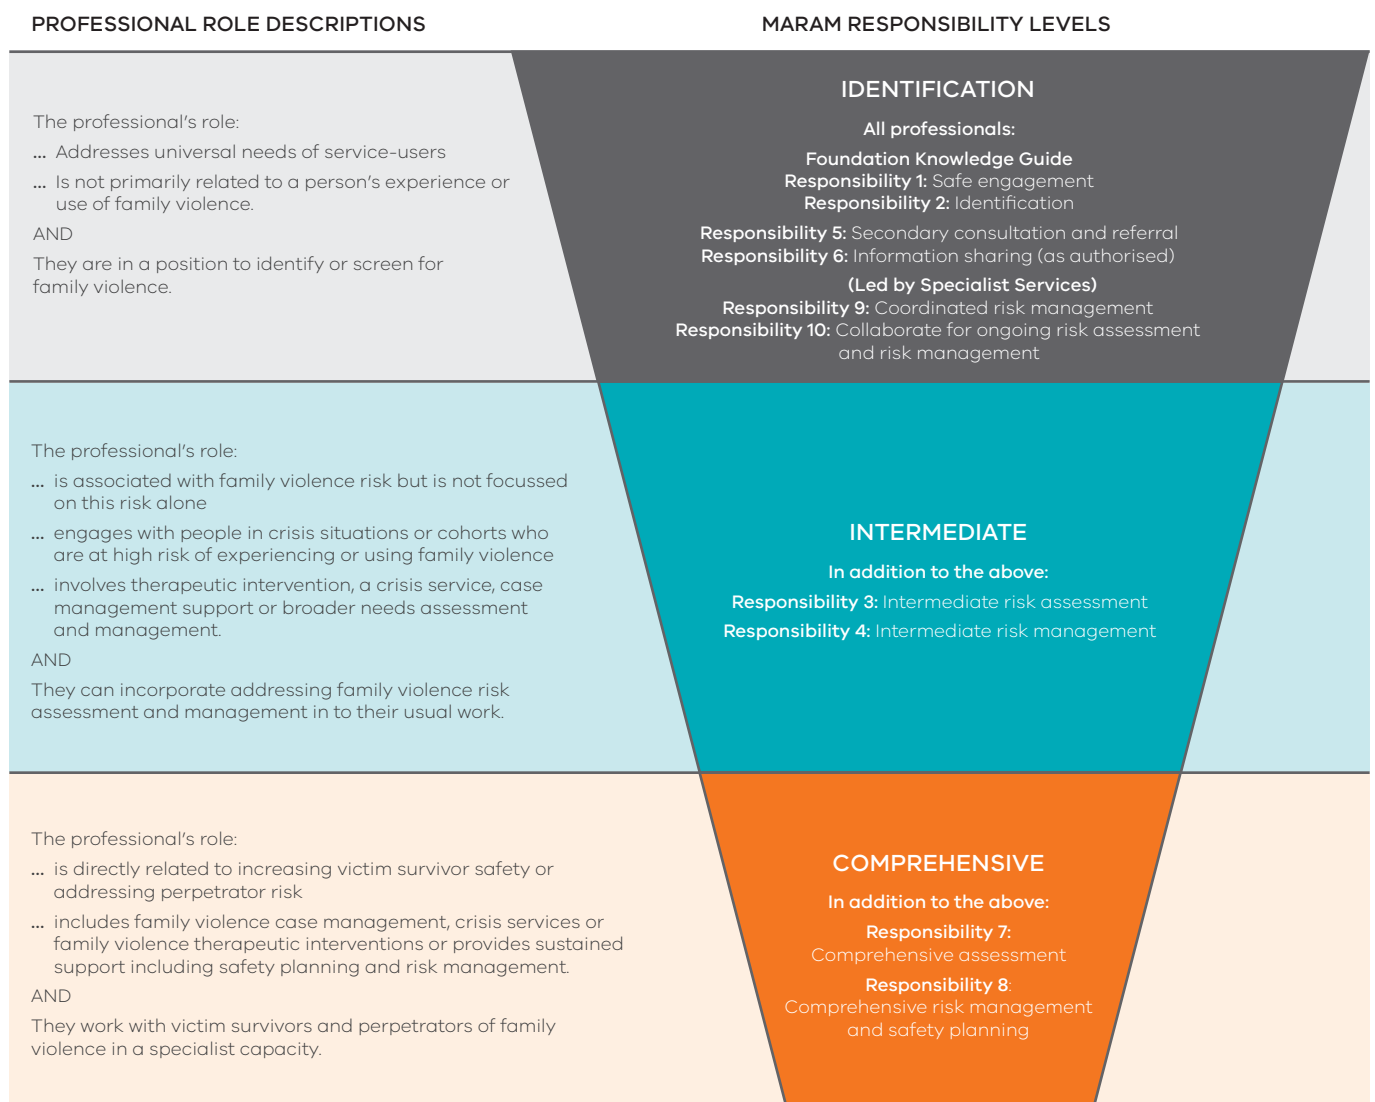 PROFESSIONAL ROLE DESCRIPTIONS
MARAM RESPONSIBILITY LEVELS
The professional's role:
... Addresses universal needs of service-users
... Is not primarily related to a person's experience or
use of family violence.
AND
They are in a position to identify or screen for
family violence.
IDENTIFICATION
All professionals:
Foundation Knowledge Guide
Responsibility 1: Safe engagement
Responsibility 2: Identification
Responsibility 5: Secondary consultation and referral
Responsibility 6: Information sharing (as authorised)
(Led by Specialist Services)
Responsibility 9: Coordinated risk management
Responsibility 10: Collaborate for ongoing risk assessment
and risk management
The professional's role:
... is associated with family violence risk but is not focussed
on this risk alone
... engages with people in crisis situations or cohorts who
are at high risk of experiencing or using family violence
... involves therapeutic intervention, a crisis service, case
management support or broader needs assessment
and management.
AND
They can incorporate addressing family violence risk
assessment and management in to their usual work.
INTERMEDIATE
In addition to the above:
Responsibility 3: Intermediate risk assessment
Responsibility 4: Intermediate risk management
The professional's role:
... is directly related to increasing victim survivor safety or
addressing perpetrator risk
... includes family violence case management, crisis services or
family violence therapeutic interventions or provides sustained
support including safety planning and risk management.
AND
They work with victim survivors and perpetrators of family
violence in a specialist capacity.
COMPREHENSIVE
In addition to the above:
Responsibility 7:
Comprehensive assessment
Responsibility 8:
Comprehensive risk management
and safety planning